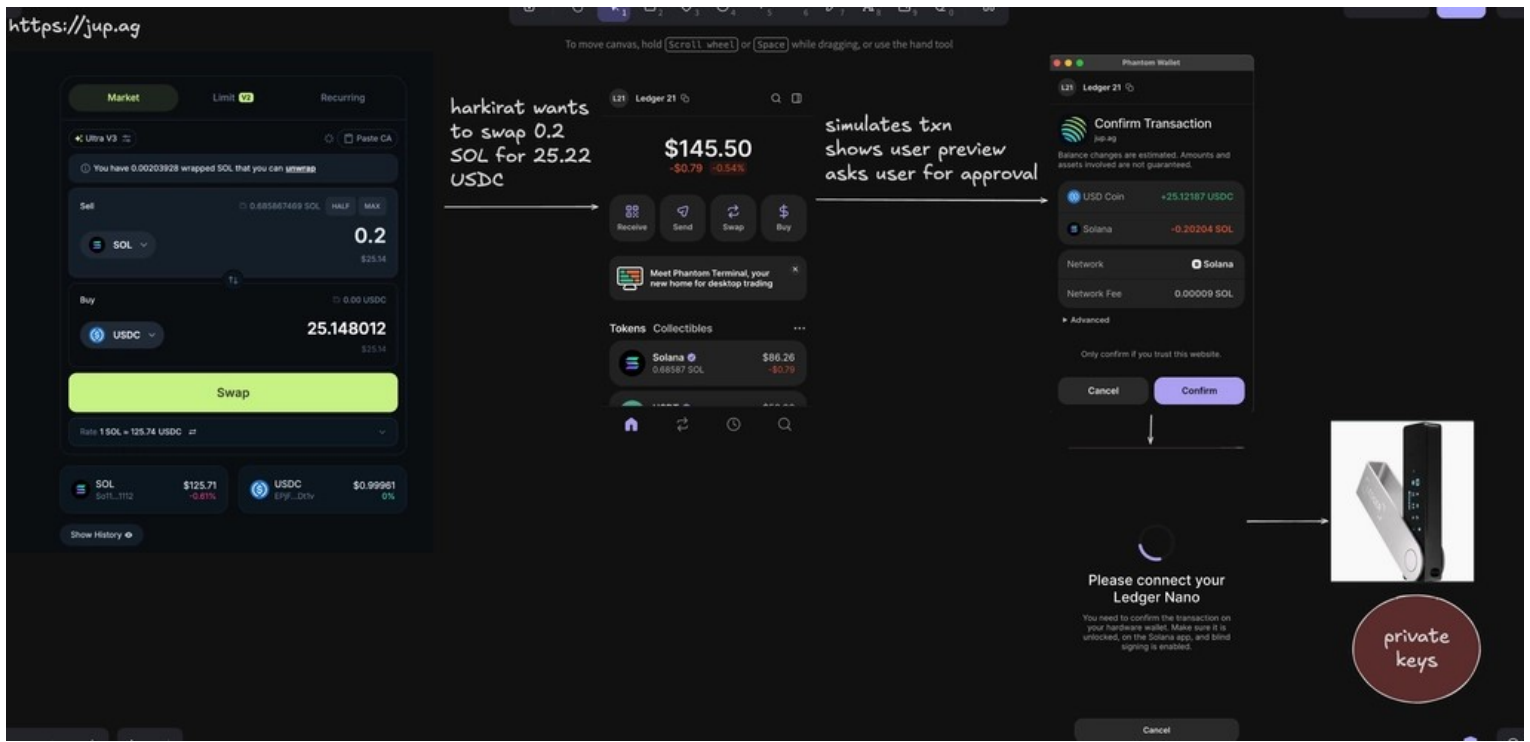 https://jup.ag
To move canvas, hold Scroll wheel or Space while dragging, or use the hand tool
Market
Limit V2
Recurring
Ultra V3
Paste CA
You have 0.00203928 wrapped SOL that you can unwrap
Sell
0.685867469 SOL
HALF
MAX
SOL
0.2
$25.14
Buy
0.00 USDC
USDC
25.148012
$25.14
Swap
Rate 1 SOL ≈ 125.74 USDC
SOL
$125.71
So11...1112
-0.61%
USDC
$0.99961
EPjF...Dt1v
0%
Show History
harkirat wants
to swap 0.2
SOL for 25.22
USDC
L21 Ledger 21
$145.50
-$0.79 -0.54%
Receive
Send
Swap
Buy
Meet Phantom Terminal, your
new home for desktop trading
Tokens Collectibles
Solana
$86.26
0.68587 SOL
-$0.79
simulates txn
shows user preview
asks user for approval
Phantom Wallet
L21 Ledger 21
Confirm Transaction
jup.ag
Balance changes are estimated. Amounts and
assets involved are not guaranteed.
USD Coin
+25.12187 USDC
Solana
-0.20204 SOL
Network
Solana
Network Fee
0.00009 SOL
Advanced
Only confirm if you trust this website.
Cancel
Confirm
Please connect your
Ledger Nano
You need to confirm the transaction on
your hardware wallet. Make sure it is
unlocked, on the Solana app, and blind
signing is enabled.
Cancel
private
keys